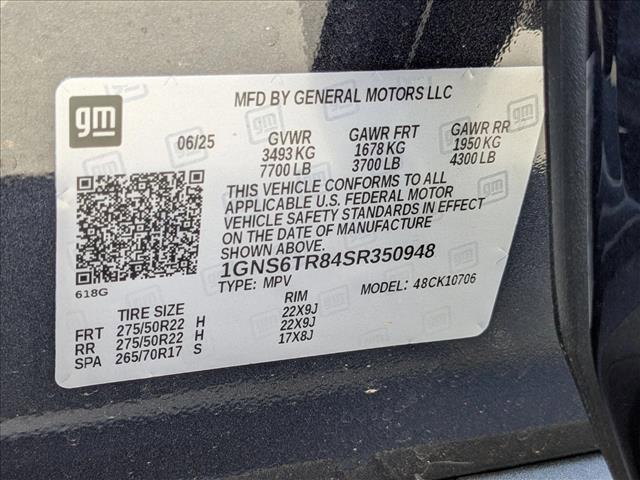 gm
MFD BY GENERAL MOTORS LLC
06/25
GVWR GAWR FRT GAWR RR
3493 KG 1678 KG 1950 KG
7700 LB 3700 LB 4300 LB
THIS VEHICLE CONFORMS TO ALL
APPLICABLE U.S. FEDERAL MOTOR
VEHICLE SAFETY STANDARDS IN EFFECT
ON THE DATE OF MANUFACTURE
SHOWN ABOVE.
1GNS6TR84SR350948
TYPE: MPV MODEL: 48CK10706
618G
TIRE SIZE RIM
FRT 275/50R22 H 22X9J
RR 275/50R22 H 22X9J
SPA 265/70R17 S 17X8J